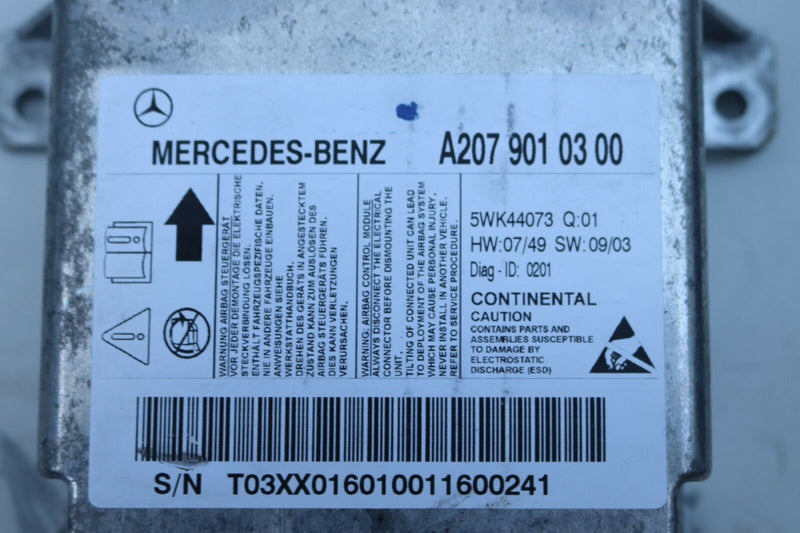 MERCEDES-BENZ A207 901 03 00
WARNUNG AIRBAG STEUERGERÄT
VOR JEDER DEMONTAGE DIE ELEKTRISCHE
STECKVERBINDUNG LÖSEN.
ENTHÄLT FAHRZEUGSPEZIFISCHE DATEN.
NIE IN ANDERE FAHRZEUGE EINBAUEN.
ANWEISUNGEN SIEHE
WERKSTATTHANDBUCH.
DREHEN DES GERÄTS IN ANGESTECKTEM
ZUSTAND KANN ZUM AUSLÖSEN DES
AIRBAG STEUERGERÄTS FÜHREN.
DIES KANN VERLETZUNGEN
VERURSACHEN.
WARNING. AIRBAG CONTROL MODULE
ALWAYS DISCONNECT THE ELECTRICAL
CONNECTOR BEFORE DISMOUNTING THE
UNIT.
TILTING OF CONNECTED UNIT CAN LEAD
TO DEPLOYMENT OF THE AIRBAG SYSTEM
WHICH MAY CAUSE PERSONAL INJURY.
NEVER INSTALL IN ANOTHER VEHICLE.
REFER TO SERVICE PROCEDURE.
5WK44073 Q:01
HW:07/49 SW:09/03
Diag - ID: 0201
CONTINENTAL
CAUTION
CONTAINS PARTS AND
ASSEMBLIES SUSCEPTIBLE
TO DAMAGE BY
ELECTROSTATIC
DISCHARGE (ESD)
S/N T03XX016010011600241